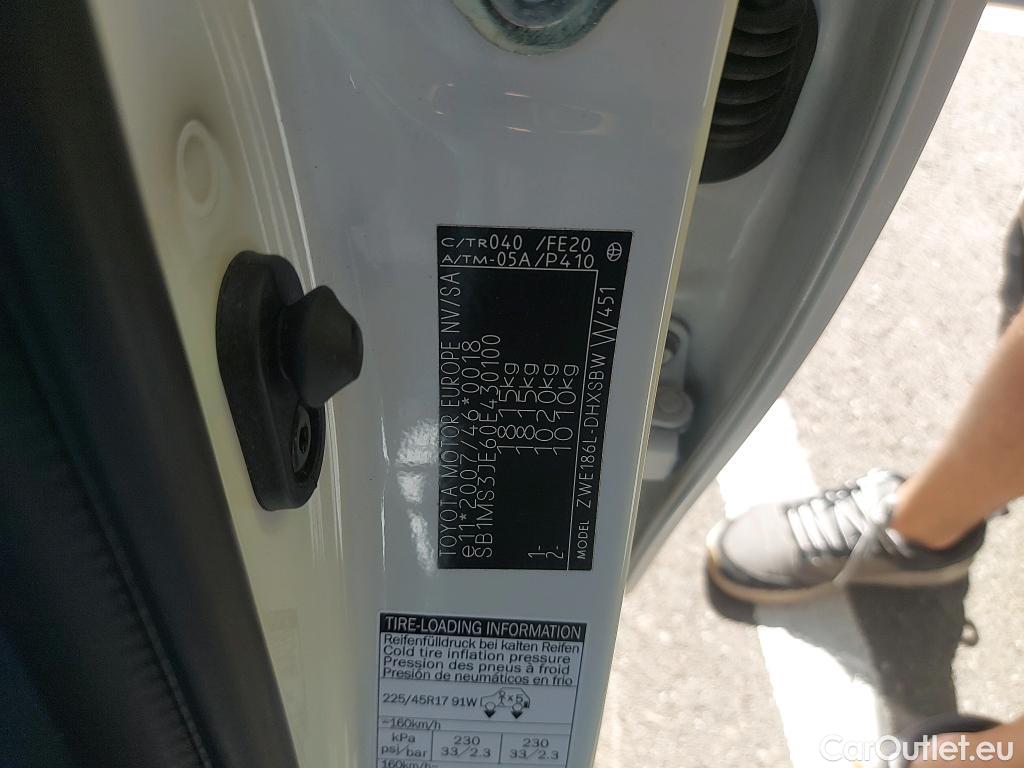 C/TR040 /FE20
A/TM-05A/P410
TOYOTA MOTOR EUROPE NV/SA
e11*2007/46*0018
SB1MS3JE60E430100
1815kg
1815kg
1- 1020kg
2- 1010kg
MODEL ZWE186L-DHXSBW W451
TIRE-LOADING INFORMATION
Reifenfülldruck bei kalten Reifen
Cold tire inflation pressure
Pression des pneus à froid
Presión de neumáticos en frio
225/45R17 91W ×5
~160km/h
kPa 230 230
psi/bar 33/2.3 33/2.3
160km/h
CarOutlet.eu